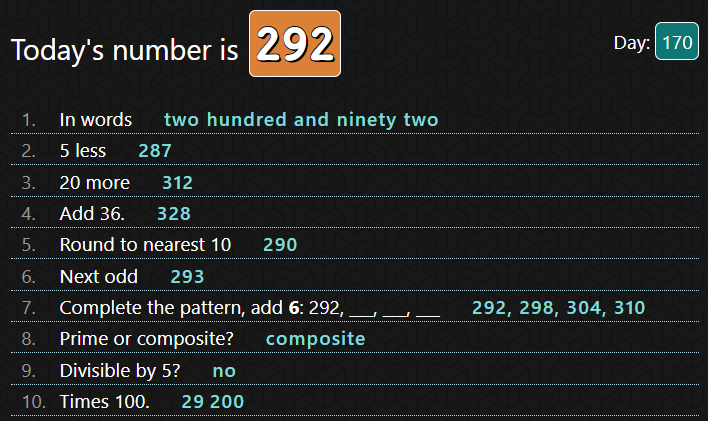 Today's number is 292 Day: 170
1. In words two hundred and ninety two
2. 5 less 287
3. 20 more 312
4. Add 36. 328
5. Round to nearest 10 290
6. Next odd 293
7. Complete the pattern, add 6: 292, ___, ___, ___ 292, 298, 304, 310
8. Prime or composite? composite
9. Divisible by 5? no
10. Times 100. 29 200